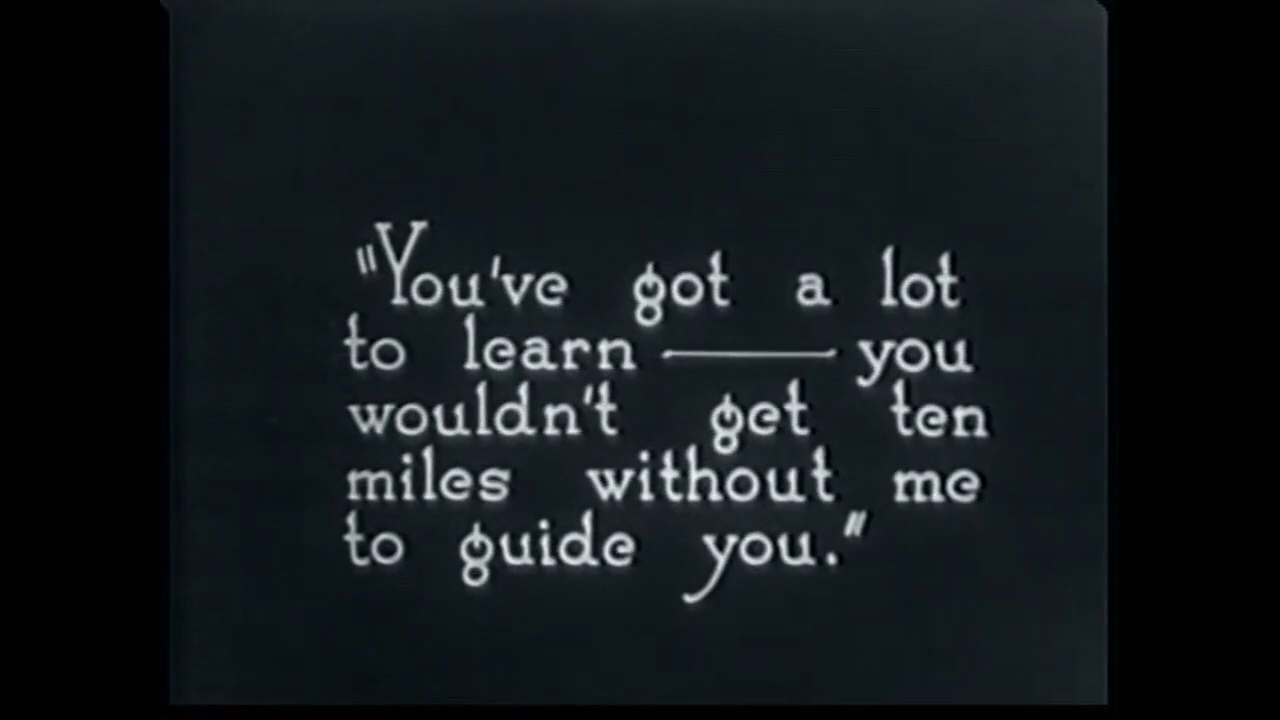 "You've got a lot
to learn —— you
wouldn't get ten
miles without me
to guide you."